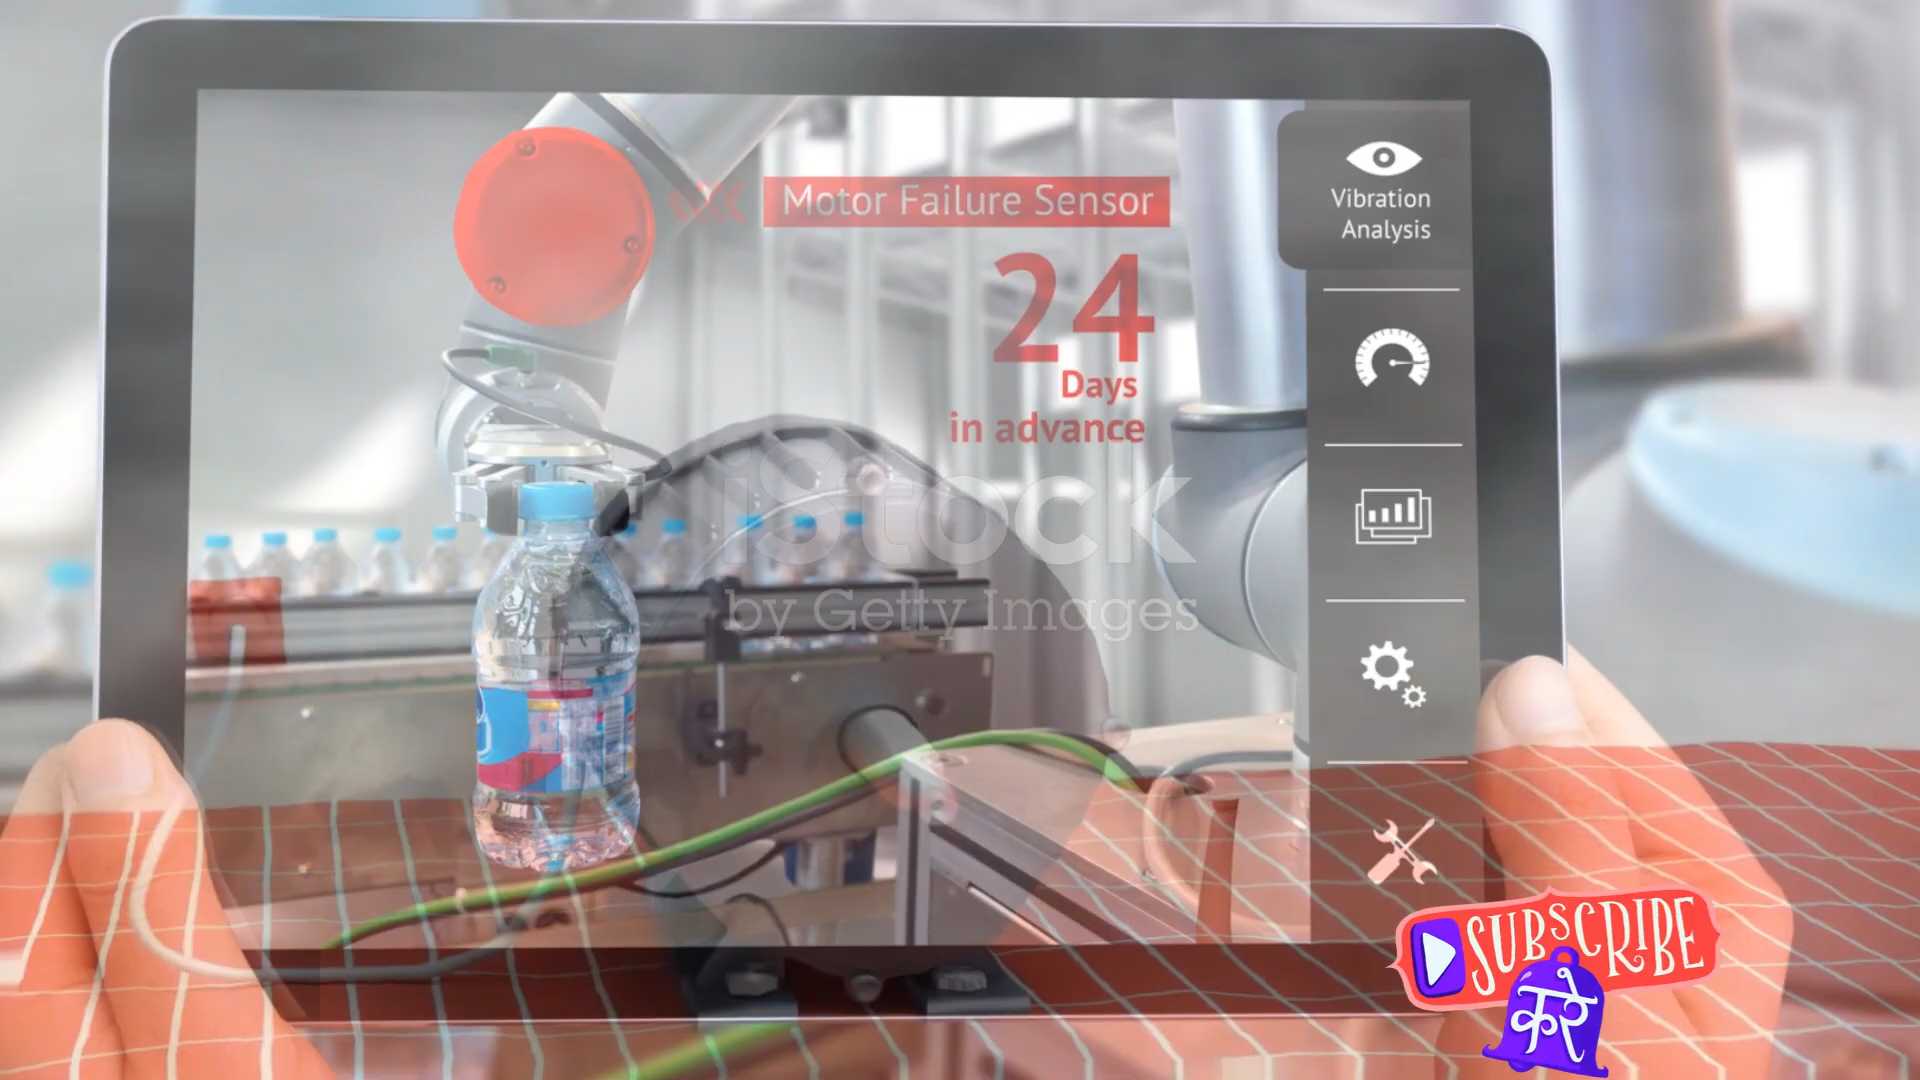 Motor Failure Sensor
24
Days
in advance
Vibration
Analysis
iStock
by Getty Images
SUBSCRIBE
करे